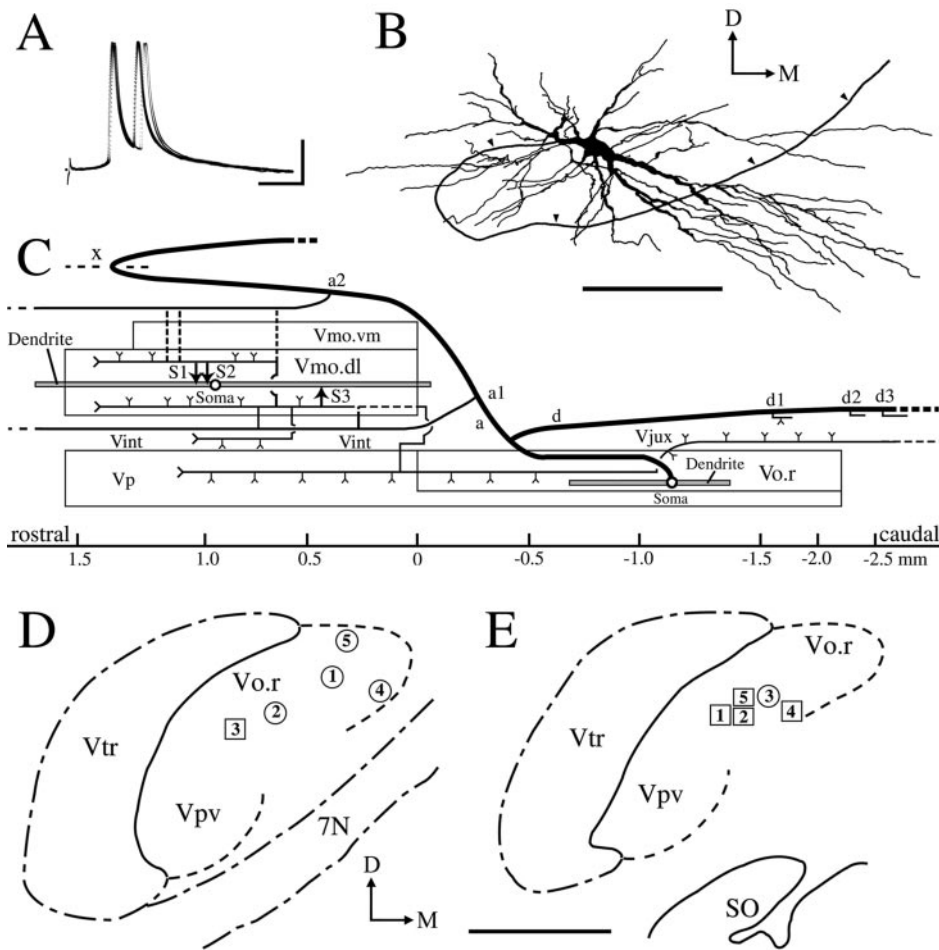 A
B
D
M
C
x
a2
Vmo.vm
Dendrite
Vmo.dl
S1
S2
Soma
S3
a1
a
d
d1
d2
d3
Vint
Vint
Vjux
Vp
Dendrite
Vo.r
Soma
rostral
caudal
1.5
1.0
0.5
0
-0.5
-1.0
-1.5
-2.0
-2.5 mm
D
5
Vo.r
1
4
2
3
Vtr
Vpv
7N
D
M
E
Vo.r
5
3
1
2
4
Vtr
Vpv
SO